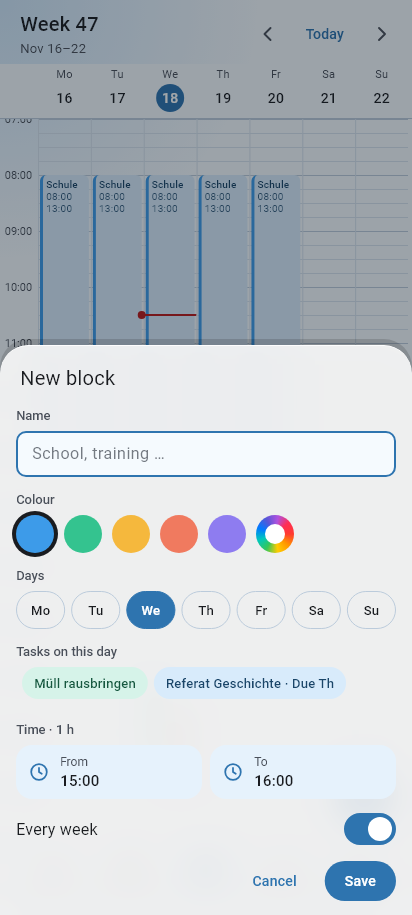 Week 47
Nov 16–22
Today
Mo Tu We Th Fr Sa Su
16 17 18 19 20 21 22
07:00
08:00
Schule Schule Schule Schule Schule
08:00 08:00 08:00 08:00 08:00
13:00 13:00 13:00 13:00 13:00
09:00
10:00
11:00
New block
Name
School, training ...
Colour
Days
Mo Tu We Th Fr Sa Su
Tasks on this day
Müll rausbringen Referat Geschichte · Due Th
Time · 1 h
From To
15:00 16:00
Every week
Cancel Save